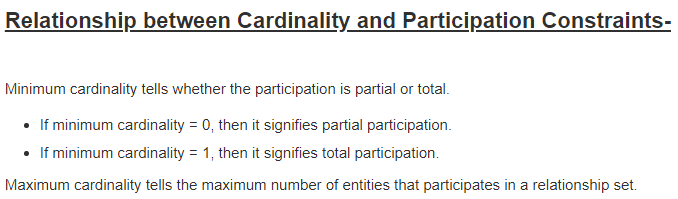 Relationship between Cardinality and Participation Constraints-
Minimum cardinality tells whether the participation is partial or total.
• If minimum cardinality = 0, then it signifies partial participation.
• If minimum cardinality = 1, then it signifies total participation.
Maximum cardinality tells the maximum number of entities that participates in a relationship set.